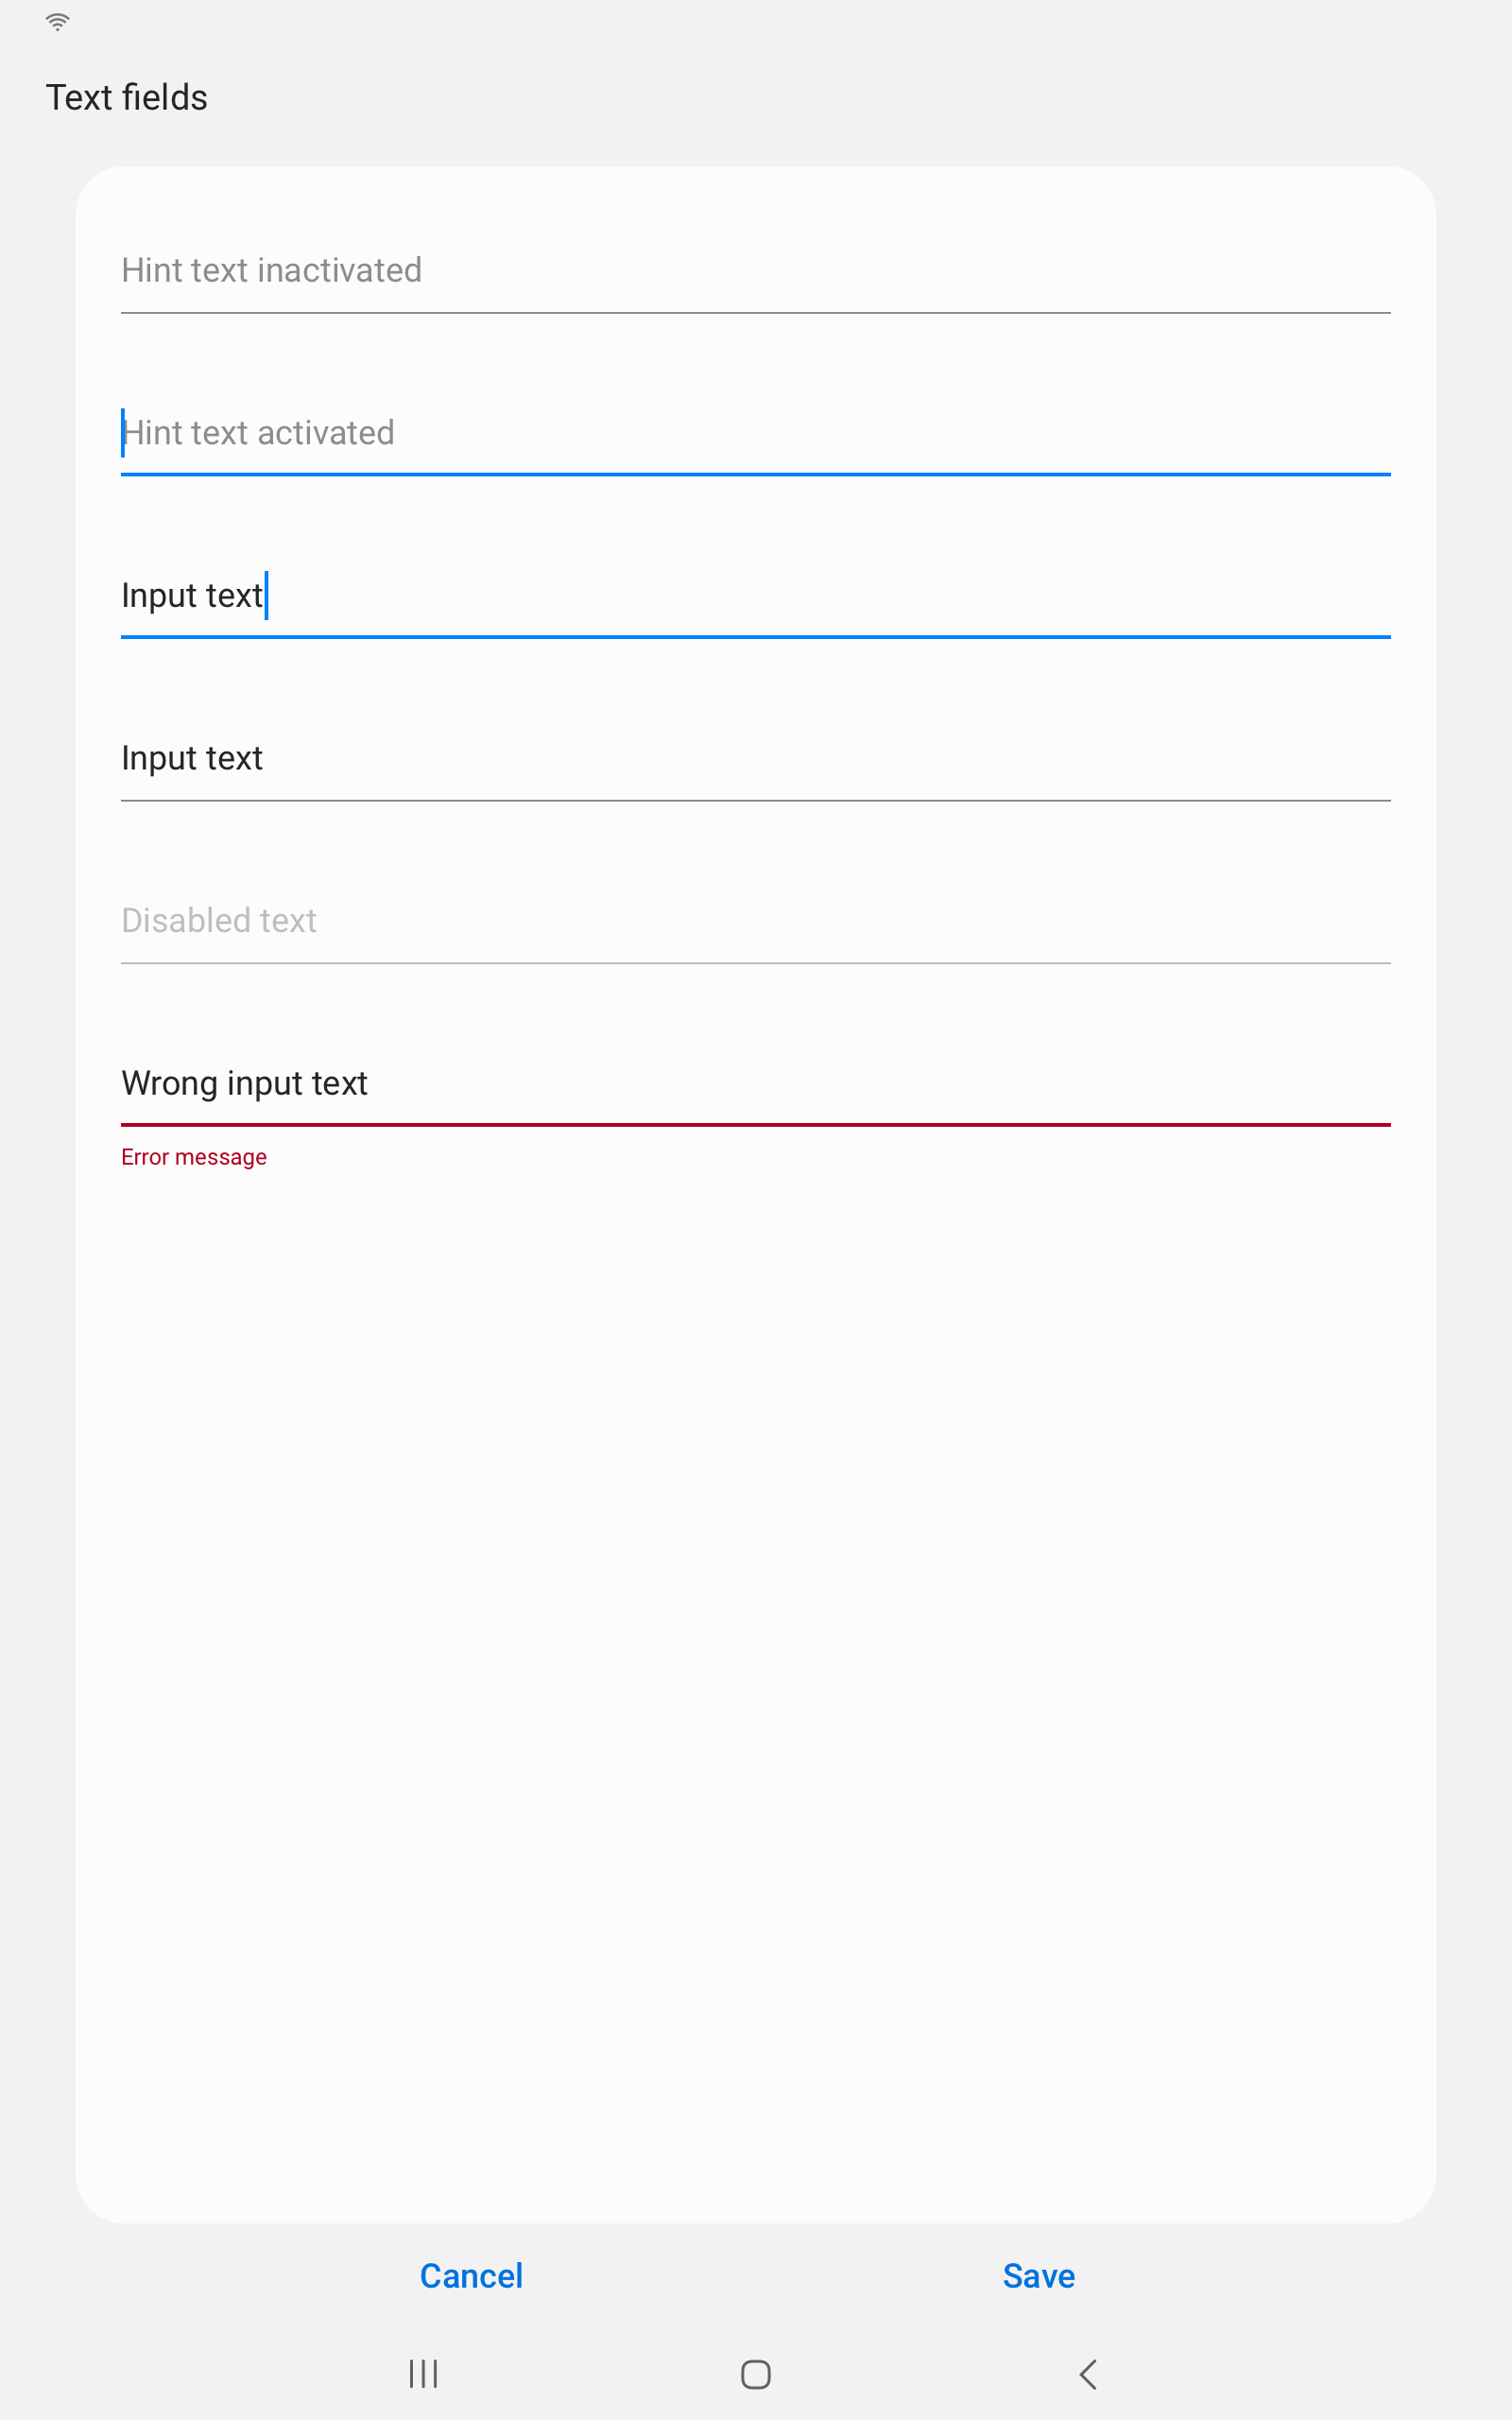 Text fields
Hint text inactivated
Hint text activated
Input text
Input text
Disabled text
Wrong input text
Error message
Cancel Save